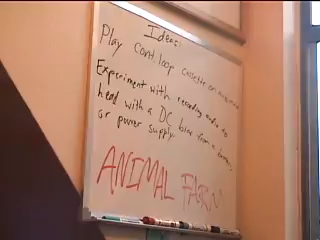 Ideas:
Play cont. loop cassette on
Experiment with recording audio
head with a DC bias from a battery
or power supply.
ANIMAL FARM